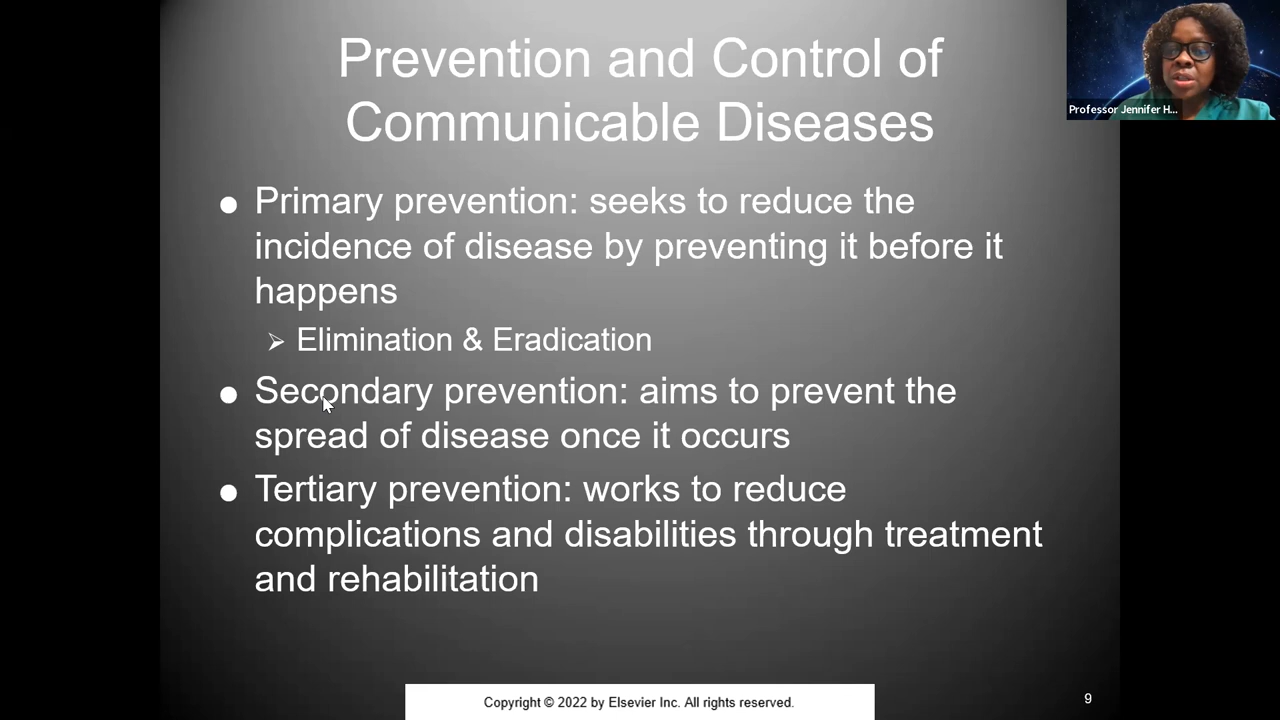 Prevention and Control of
Communicable Diseases
Professor Jennifer H...
● Primary prevention: seeks to reduce the
incidence of disease by preventing it before it
happens
➢ Elimination & Eradication
● Secondary prevention: aims to prevent the
spread of disease once it occurs
● Tertiary prevention: works to reduce
complications and disabilities through treatment
and rehabilitation
Copyright © 2022 by Elsevier Inc. All rights reserved.
9